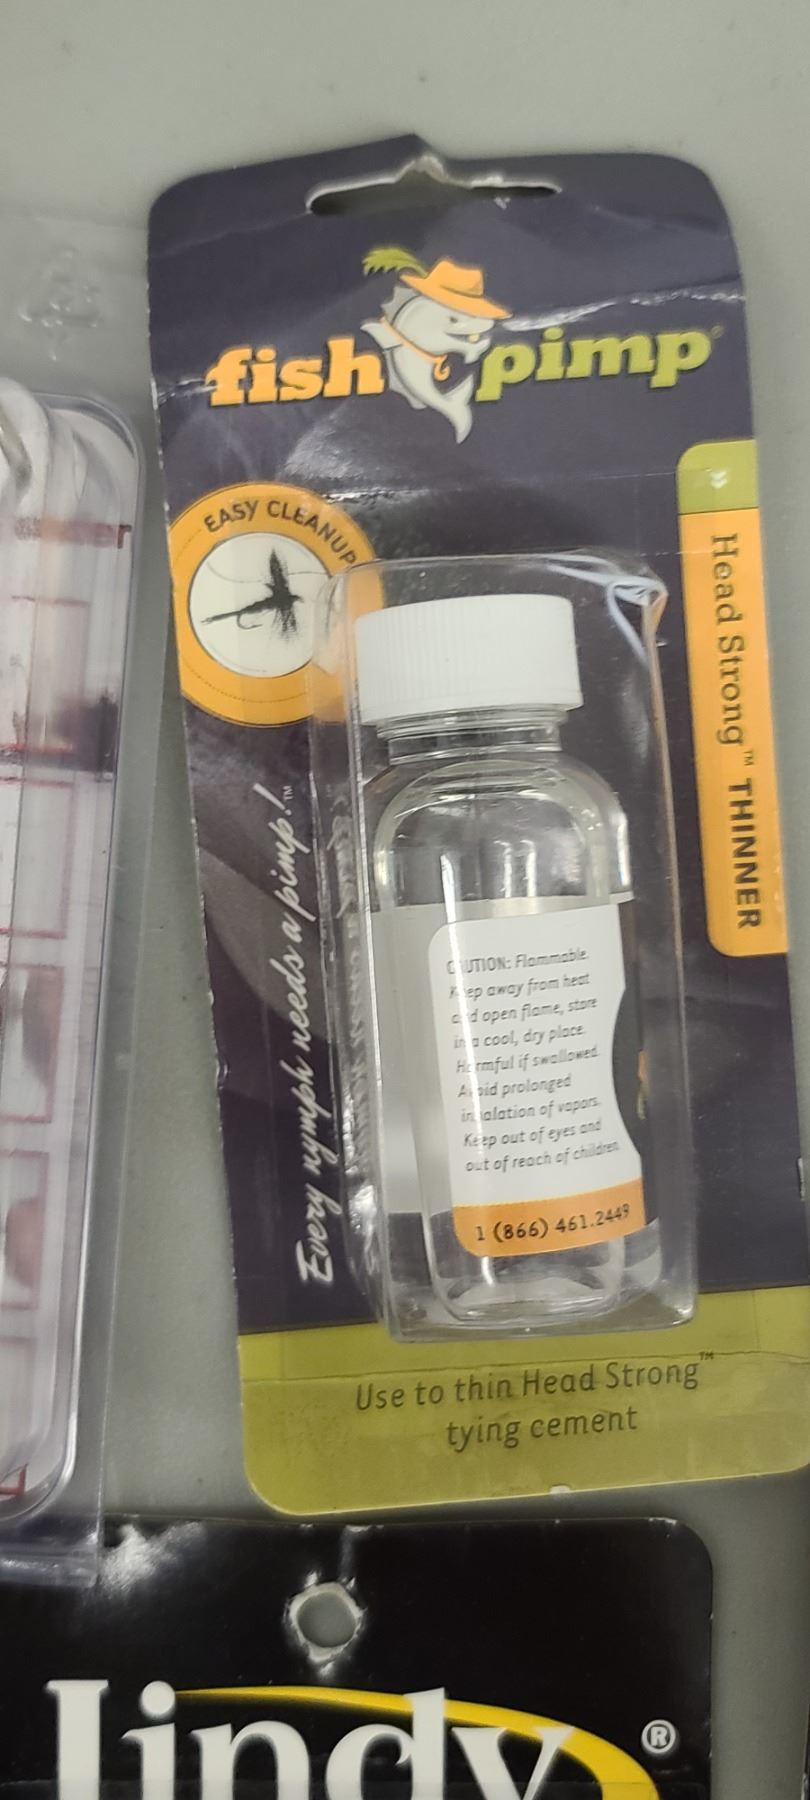 fish pimp®
EASY CLEANUP
Head Strong™ THINNER
Every nymph needs a pimp!™
CAUTION: Flammable.
Keep away from heat
and open flame, store
in a cool, dry place.
Harmful if swallowed.
Avoid prolonged
inhalation of vapors.
Keep out of eyes and
out of reach of children
1 (866) 461.2449
Use to thin Head Strong™
tying cement
lindy®